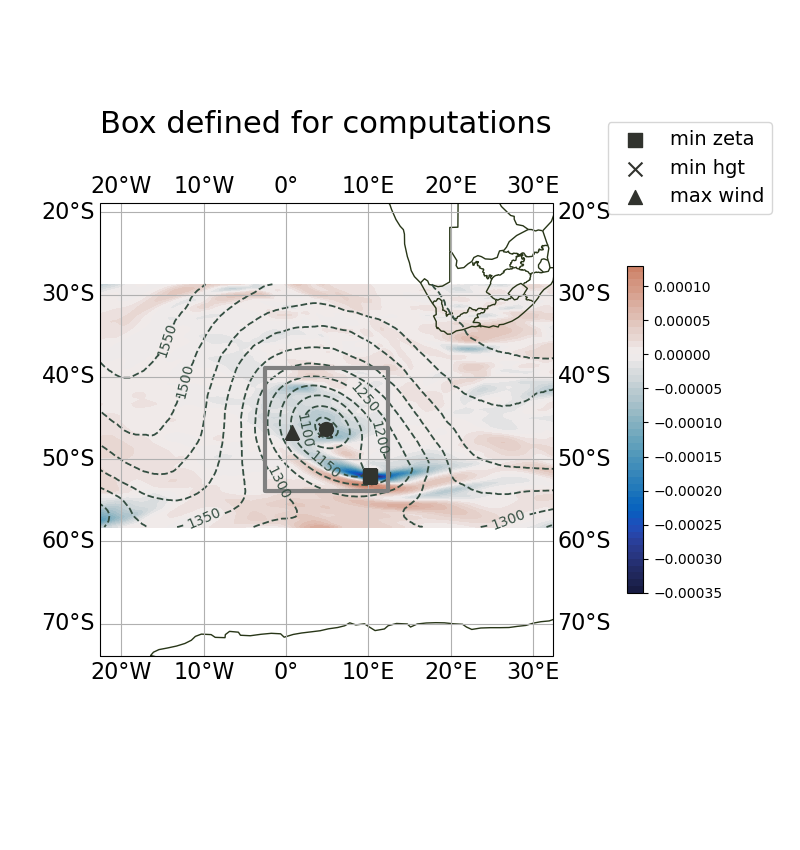 Box defined for computations
min zeta
min hgt
max wind
20°W 10°W 0° 10°E 20°E 30°E
20°S 20°S
30°S 30°S
40°S 40°S
50°S 50°S
60°S 60°S
70°S 70°S
20°W 10°W 0° 10°E 20°E 30°E
1550
1500
1250
1200
1100
1150
1300
1350
1300
0.00010
0.00005
0.00000
−0.00005
−0.00010
−0.00015
−0.00020
−0.00025
−0.00030
−0.00035